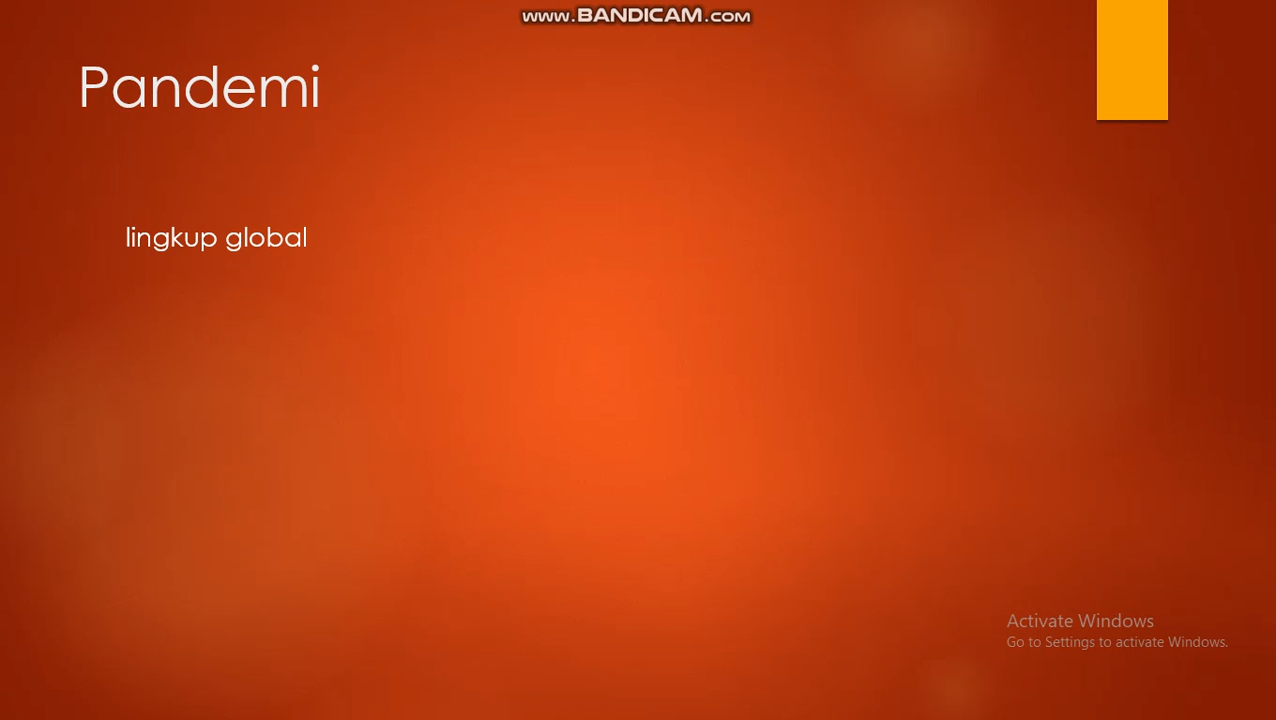 www.BANDICAM.com
Pandemi
lingkup global
Activate Windows
Go to Settings to activate Windows.